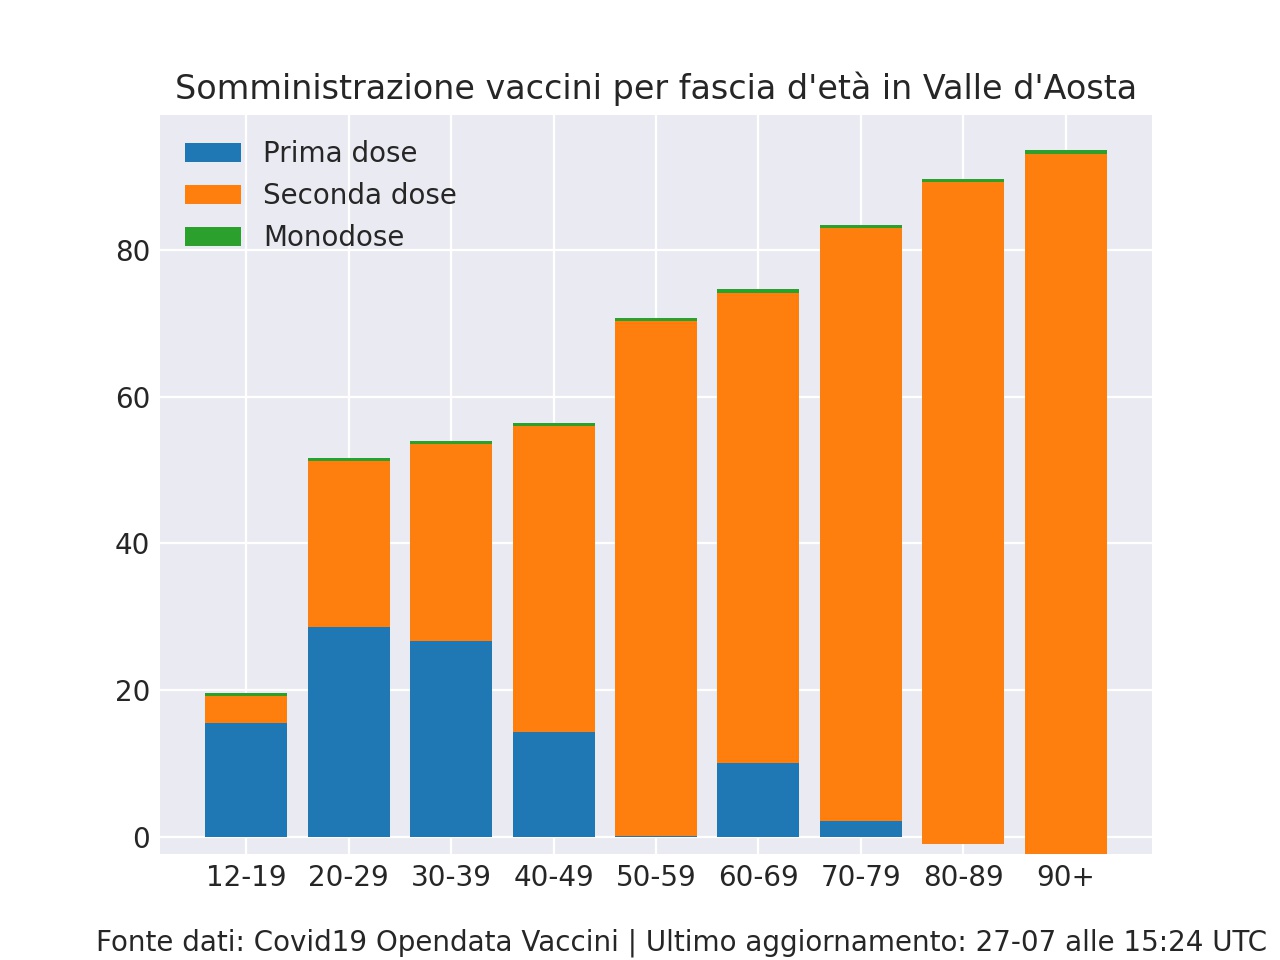 Somministrazione vaccini per fascia d'età in Valle d'Aosta
Prima dose
Seconda dose
Monodose
80
60
40
20
0
12-19 20-29 30-39 40-49 50-59 60-69 70-79 80-89 90+
Fonte dati: Covid19 Opendata Vaccini | Ultimo aggiornamento: 27-07 alle 15:24 UTC